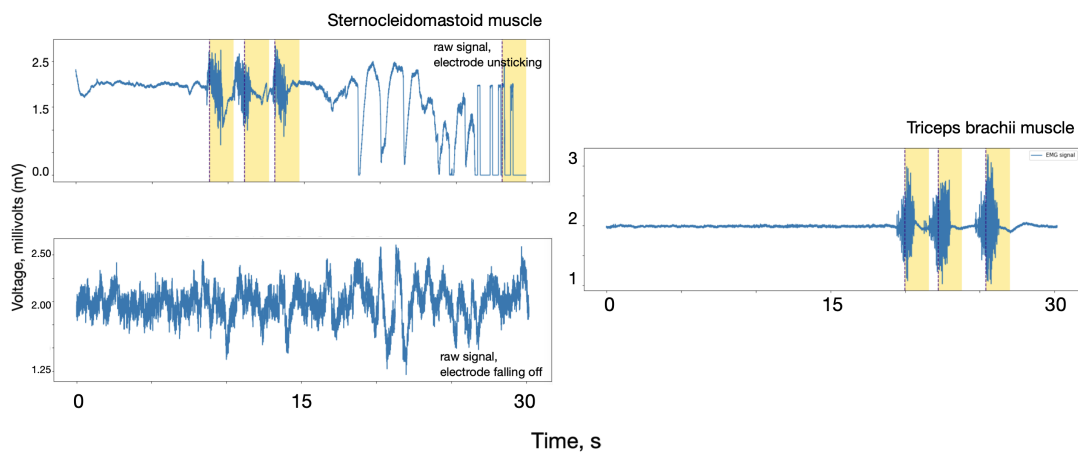 Sternocleidomastoid muscle
raw signal,
electrode unsticking
2.5
1.5
0.0
Triceps brachii muscle
EMG signal
3
2
1
0
15
30
Voltage, millivolts (mV)
2.50
2.00
1.25
raw signal,
electrode falling off
0
15
30
Time, s